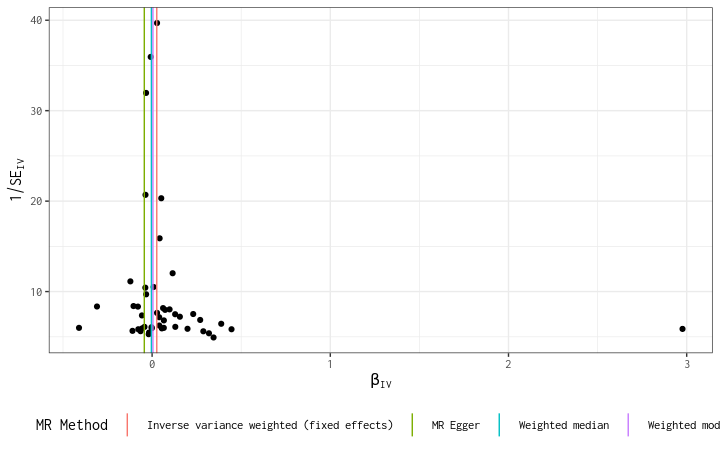 40
30
20
10
1/SE_IV
0
1
2
3
β_IV
MR Method Inverse variance weighted (fixed effects) MR Egger Weighted median Weighted mod